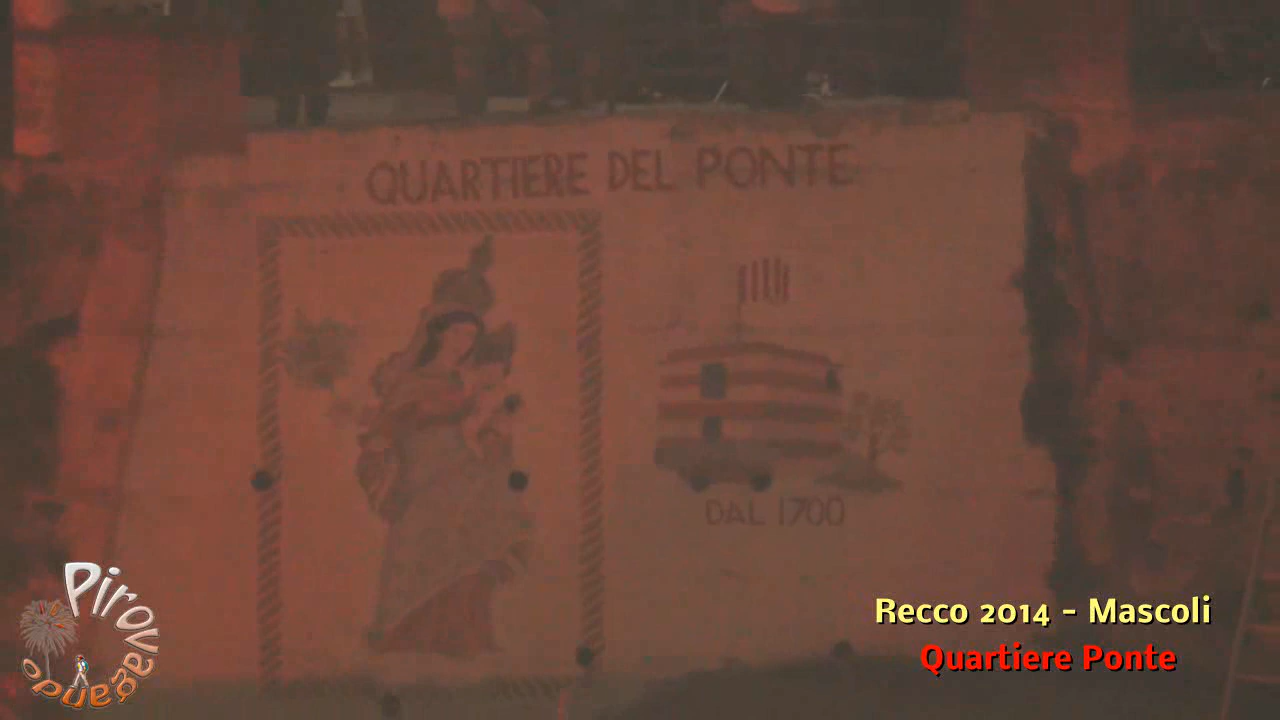 QUARTIERE DEL PONTE
DAL 1700
Recco 2014 - Mascoli
Quartiere Ponte
Pirovagando